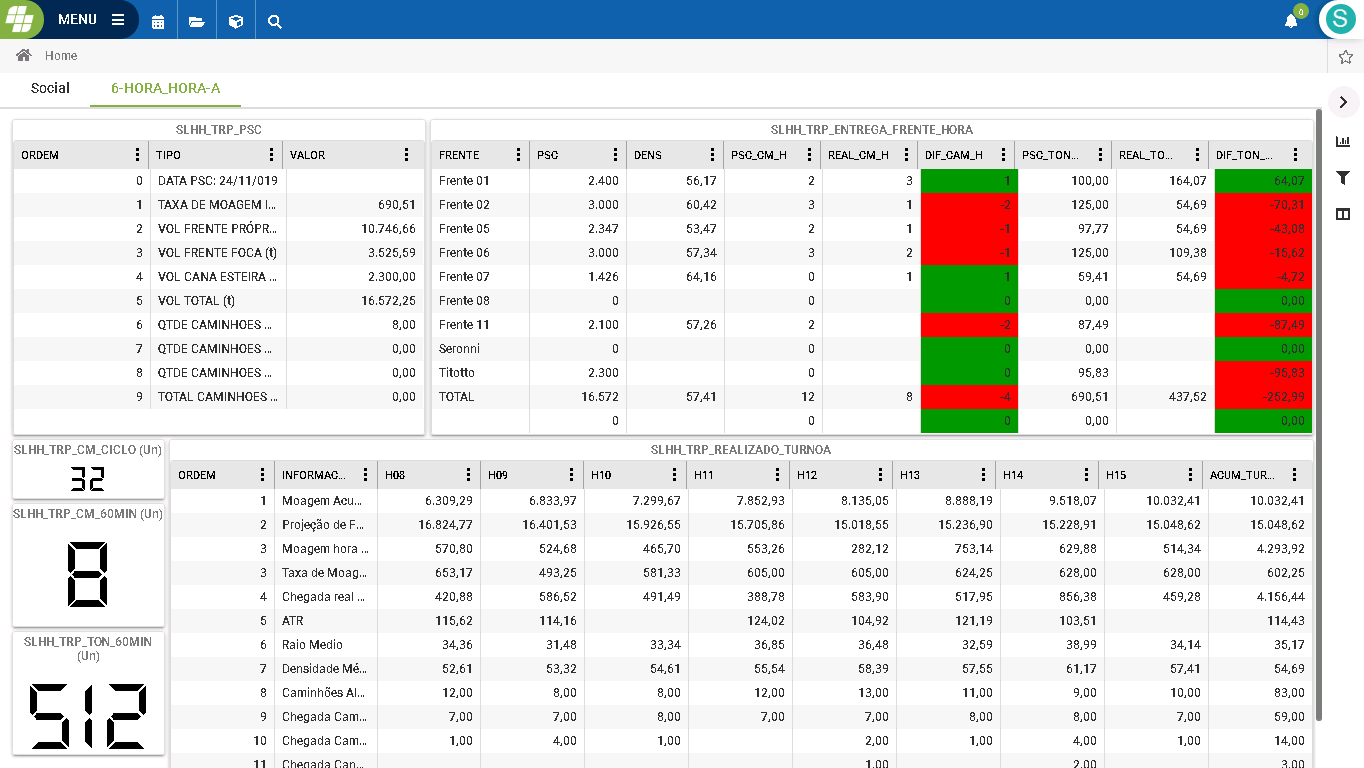 MENU
0
S
Home
Social 6-HORA_HORA-A
SLHH_TRP_PSC
ORDEM TIPO VALOR
0 DATA PSC: 24/11/019
1 TAXA DE MOAGEM I... 690,51
2 VOL FRENTE PRÓPR... 10.746,66
3 VOL FRENTE FOCA (t) 3.525,59
4 VOL CANA ESTEIRA ... 2.300,00
5 VOL TOTAL (t) 16.572,25
6 QTDE CAMINHOES ... 8,00
7 QTDE CAMINHOES ... 0,00
8 QTDE CAMINHOES ... 0,00
9 TOTAL CAMINHOES ... 0,00
SLHH_TRP_ENTREGA_FRENTE_HORA
FRENTE PSC DENS PSC_CM_H REAL_CM_H DIF_CAM_H PSC_TON... REAL_TO... DIF_TON_...
Frente 01 2.400 56,17 2 3 1 100,00 164,07 64,07
Frente 02 3.000 60,42 3 1 -2 125,00 54,69 -70,31
Frente 05 2.347 53,47 2 1 -1 97,77 54,69 -43,08
Frente 06 3.000 57,34 3 2 -1 125,00 109,38 -15,62
Frente 07 1.426 64,16 0 1 1 59,41 54,69 -4,72
Frente 08 0 0 0 0,00 0,00
Frente 11 2.100 57,26 2 -2 87,49 -87,49
Seronni 0 0 0 0,00 0,00
Titotto 2.300 0 95,83 -95,83
TOTAL 16.572 57,41 12 8 -4 690,51 437,52 -252,99
0 0 0 0,00 0,00
SLHH_TRP_CM_CICLO (Un)
32
SLHH_TRP_CM_60MIN (Un)
8
SLHH_TRP_TON_60MIN
(Un)
512
SLHH_TRP_REALIZADO_TURNOA
ORDEM INFORMAC... H08 H09 H10 H11 H12 H13 H14 H15 ACUM_TUR...
1 Moagem Acu... 6.309,29 6.833,97 7.299,67 7.852,93 8.135,05 8.888,19 9.518,07 10.032,41 10.032,41
2 Projeção de F... 16.824,77 16.401,53 15.926,55 15.705,86 15.018,55 15.236,90 15.228,91 15.048,62 15.048,62
3 Moagem hora ... 570,80 524,68 465,70 553,26 282,12 753,14 629,88 514,34 4.293,92
3 Taxa de Moag... 653,17 493,25 581,33 605,00 605,00 624,25 628,00 628,00 602,25
4 Chegada real ... 420,88 586,52 491,49 388,78 583,90 517,95 856,38 459,28 4.156,44
5 ATR 115,62 114,16 124,02 104,92 121,19 103,51 114,43
6 Raio Medio 34,36 31,48 33,34 36,85 36,48 32,59 38,99 34,14 35,17
7 Densidade Mé... 52,61 53,32 54,61 55,54 58,39 57,55 61,17 57,41 54,69
8 Caminhões Al... 12,00 8,00 8,00 12,00 13,00 11,00 9,00 10,00 83,00
9 Chegada Cam... 7,00 7,00 8,00 7,00 7,00 8,00 8,00 7,00 59,00
10 Chegada Cam... 1,00 4,00 1,00 2,00 1,00 4,00 1,00 14,00
11 Chegada Can... 1,00 2,00 3,00